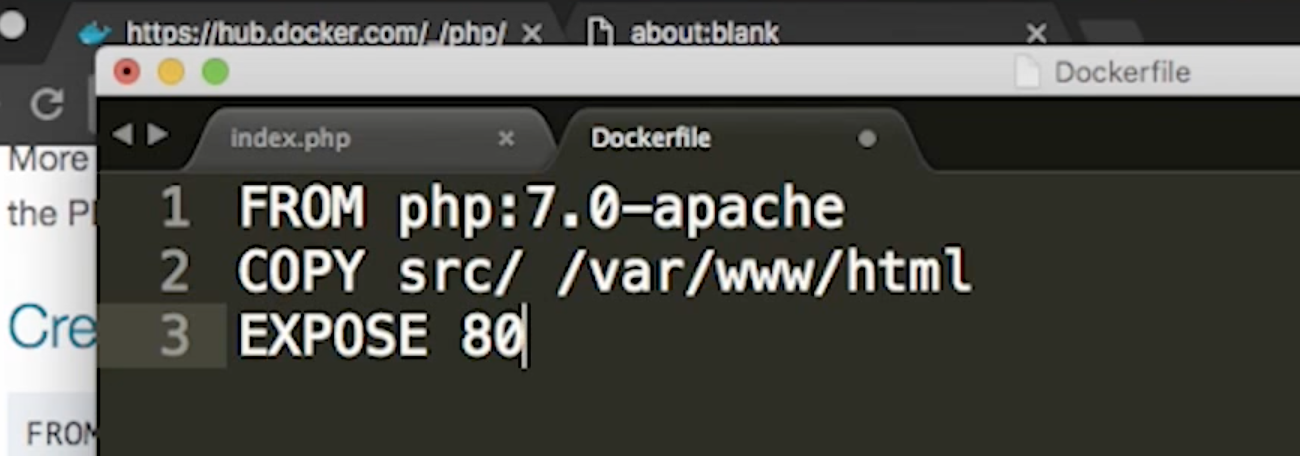 https://hub.docker.com/_/php/ about:blank
Dockerfile
index.php Dockerfile
More
the P
1 FROM php:7.0-apache
2 COPY src/ /var/www/html
3 EXPOSE 80
Cre
FROM